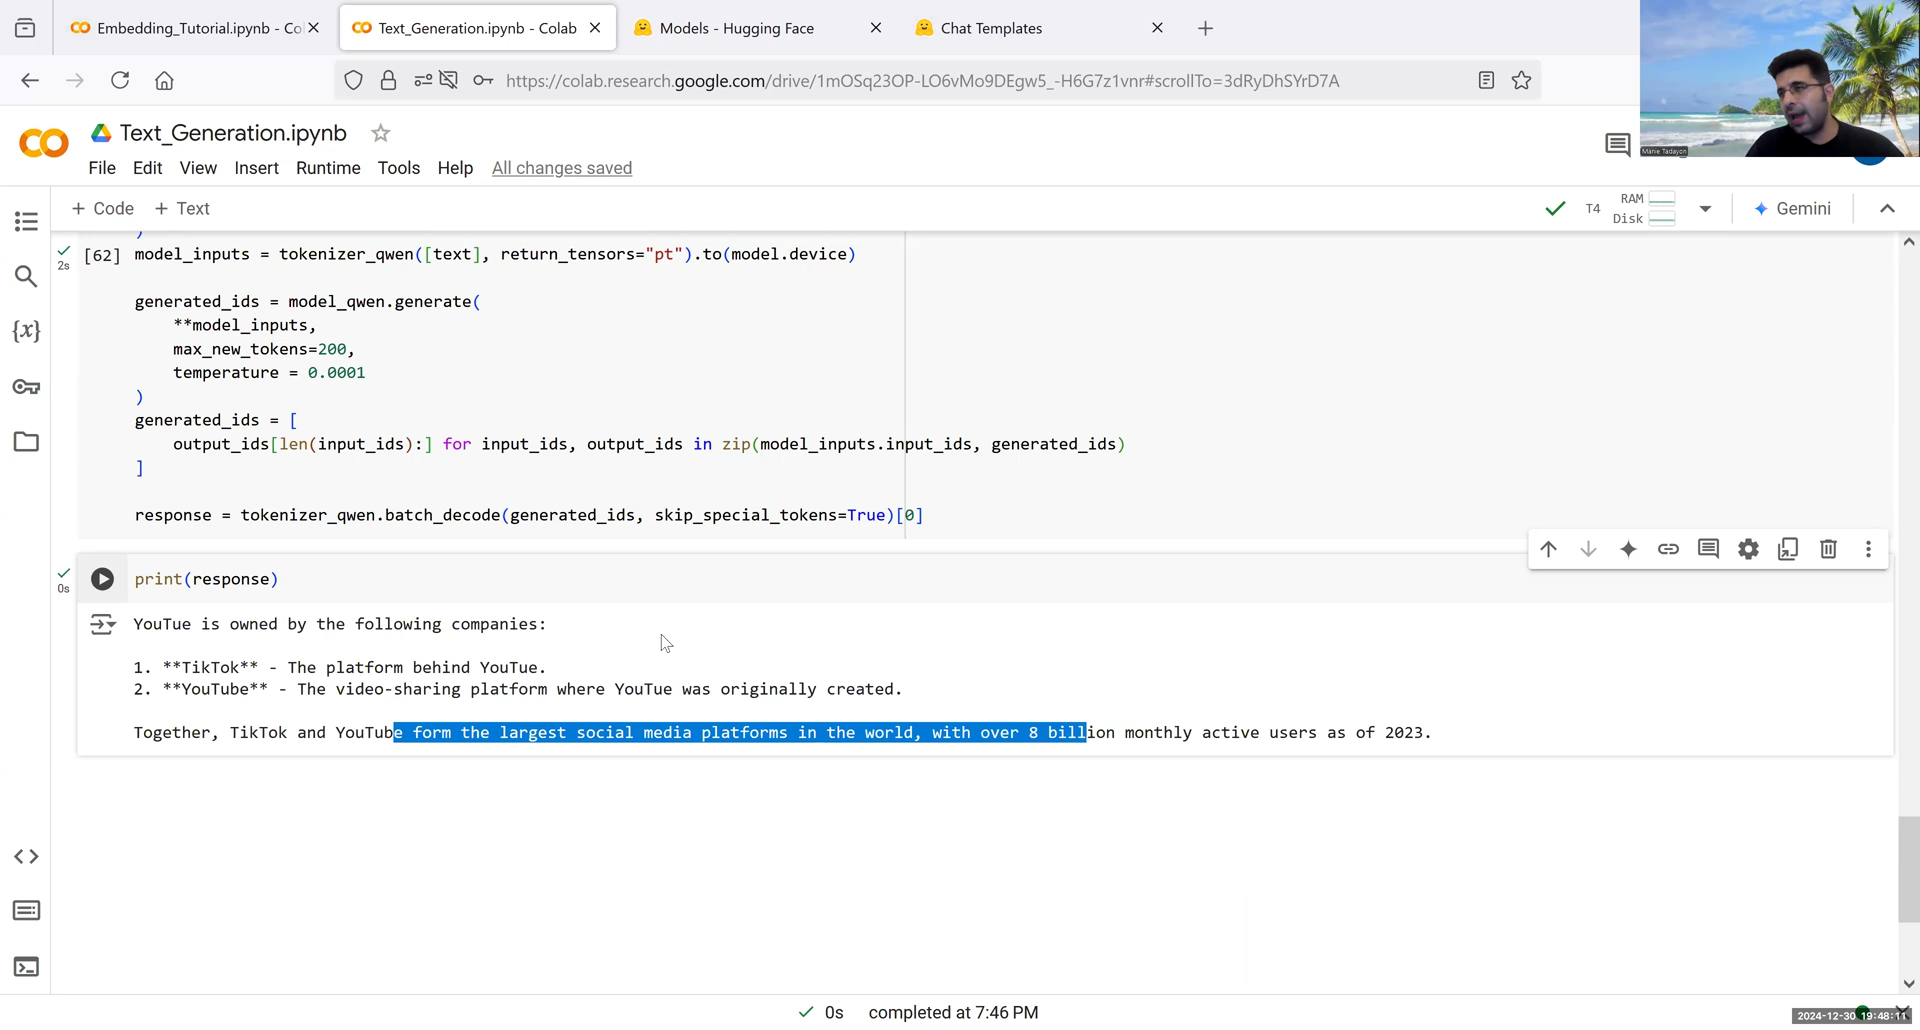 Embedding_Tutorial.ipynb - Co
Text_Generation.ipynb - Colab
Models - Hugging Face
Chat Templates
https://colab.research.google.com/drive/1mOSq23OP-LO6vMo9DEgw5_-H6G7z1vnr#scrollTo=3dRyDhSYrD7A
Manie Tadayon
Text_Generation.ipynb
File Edit View Insert Runtime Tools Help All changes saved
+ Code + Text
T4 RAM Disk
Gemini
)
[62] model_inputs = tokenizer_qwen([text], return_tensors="pt").to(model.device)
2s
generated_ids = model_qwen.generate(
**model_inputs,
max_new_tokens=200,
temperature = 0.0001
)
generated_ids = [
output_ids[len(input_ids):] for input_ids, output_ids in zip(model_inputs.input_ids, generated_ids)
]
response = tokenizer_qwen.batch_decode(generated_ids, skip_special_tokens=True)[0]
print(response)
0s
YouTue is owned by the following companies:
1. **TikTok** - The platform behind YouTue.
2. **YouTube** - The video-sharing platform where YouTue was originally created.
Together, TikTok and YouTube form the largest social media platforms in the world, with over 8 billion monthly active users as of 2023.
0s completed at 7:46 PM
2024-12-30 19:48:11